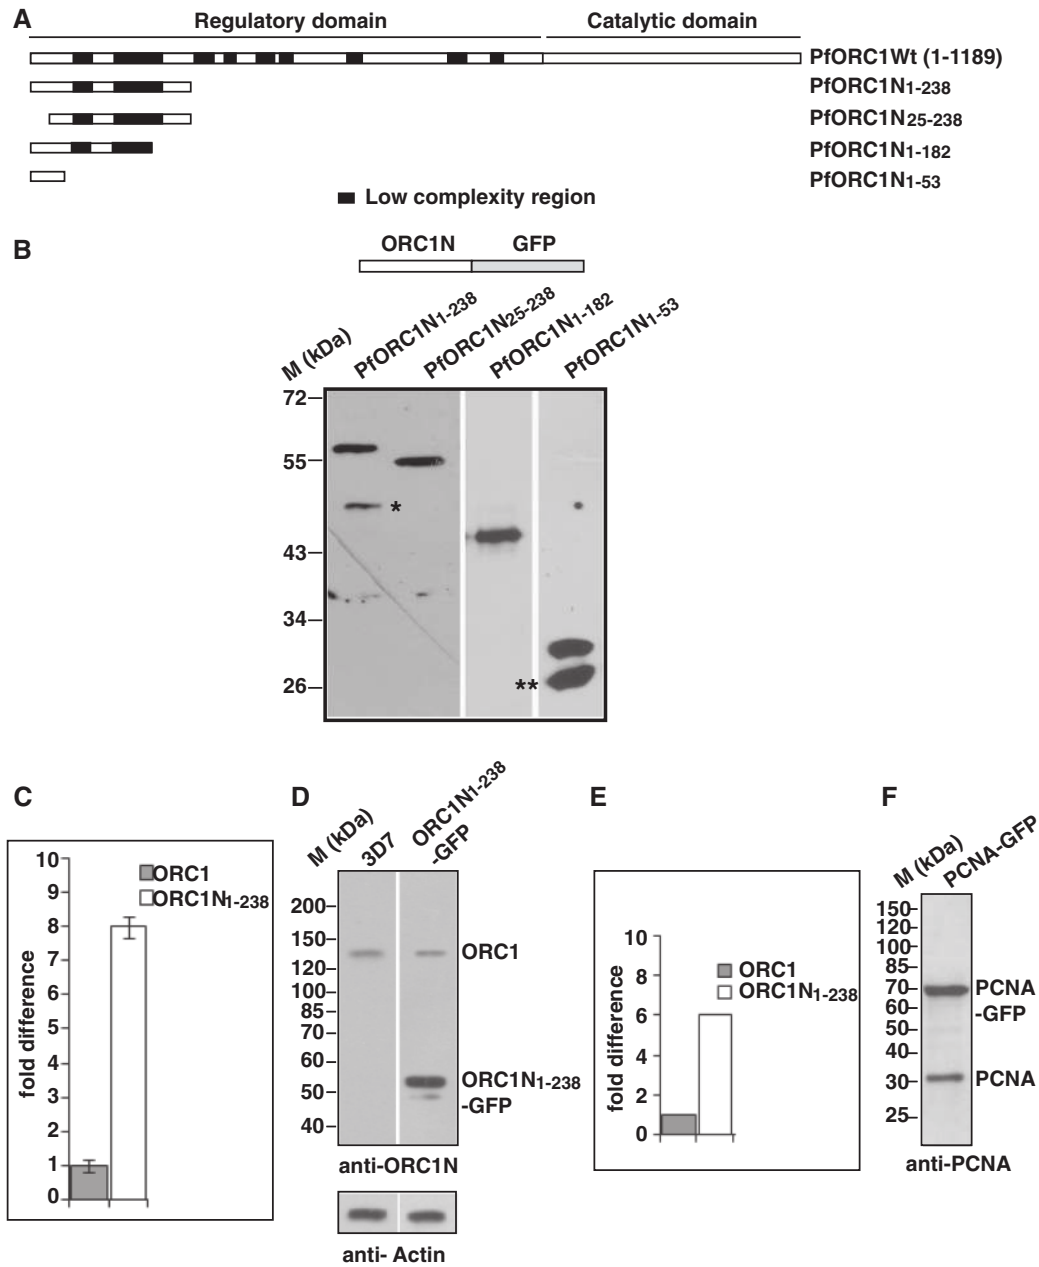 A
Regulatory domain
Catalytic domain
PfORC1Wt (1-1189)
PfORC1N1-238
PfORC1N25-238
PfORC1N1-182
PfORC1N1-53
Low complexity region
B
ORC1N GFP
M (kDa)
PfORC1N1-238
PfORC1N25-238
PfORC1N1-182
PfORC1N1-53
72
55
*
43
34
26
**
C
fold difference
10
9
8
7
6
5
4
3
2
1
0
ORC1
ORC1N1-238
D
M (kDa)
3D7
ORC1N1-238
-GFP
200
150
120
100
85
70
60
50
40
ORC1
ORC1N1-238
-GFP
anti-ORC1N
anti- Actin
E
fold difference
10
8
6
4
2
0
ORC1
ORC1N1-238
F
M (kDa)
PCNA-GFP
150
120
100
85
70
60
50
40
30
25
PCNA
-GFP
PCNA
anti-PCNA